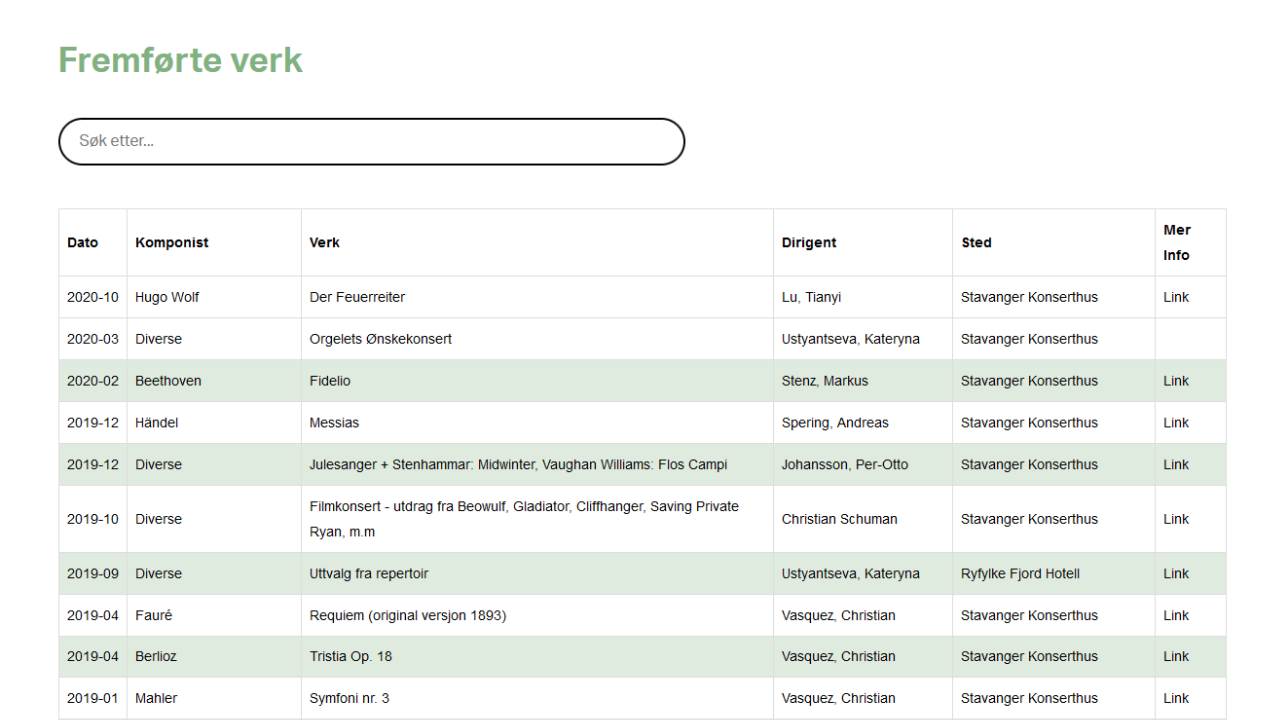 Fremførte verk
Søk etter...
Dato Komponist Verk Dirigent Sted Mer Info
2020-10 Hugo Wolf Der Feuerreiter Lu, Tianyi Stavanger Konserthus Link
2020-03 Diverse Orgelets Ønskekonsert Ustyantseva, Kateryna Stavanger Konserthus
2020-02 Beethoven Fidelio Stenz, Markus Stavanger Konserthus Link
2019-12 Händel Messias Spering, Andreas Stavanger Konserthus Link
2019-12 Diverse Julesanger + Stenhammar: Midwinter, Vaughan Williams: Flos Campi Johansson, Per-Otto Stavanger Konserthus Link
2019-10 Diverse Filmkonsert - utdrag fra Beowulf, Gladiator, Cliffhanger, Saving Private Ryan, m.m Christian Schuman Stavanger Konserthus Link
2019-09 Diverse Uttvalg fra repertoir Ustyantseva, Kateryna Ryfylke Fjord Hotell Link
2019-04 Fauré Requiem (original versjon 1893) Vasquez, Christian Stavanger Konserthus Link
2019-04 Berlioz Tristia Op. 18 Vasquez, Christian Stavanger Konserthus Link
2019-01 Mahler Symfoni nr. 3 Vasquez, Christian Stavanger Konserthus Link